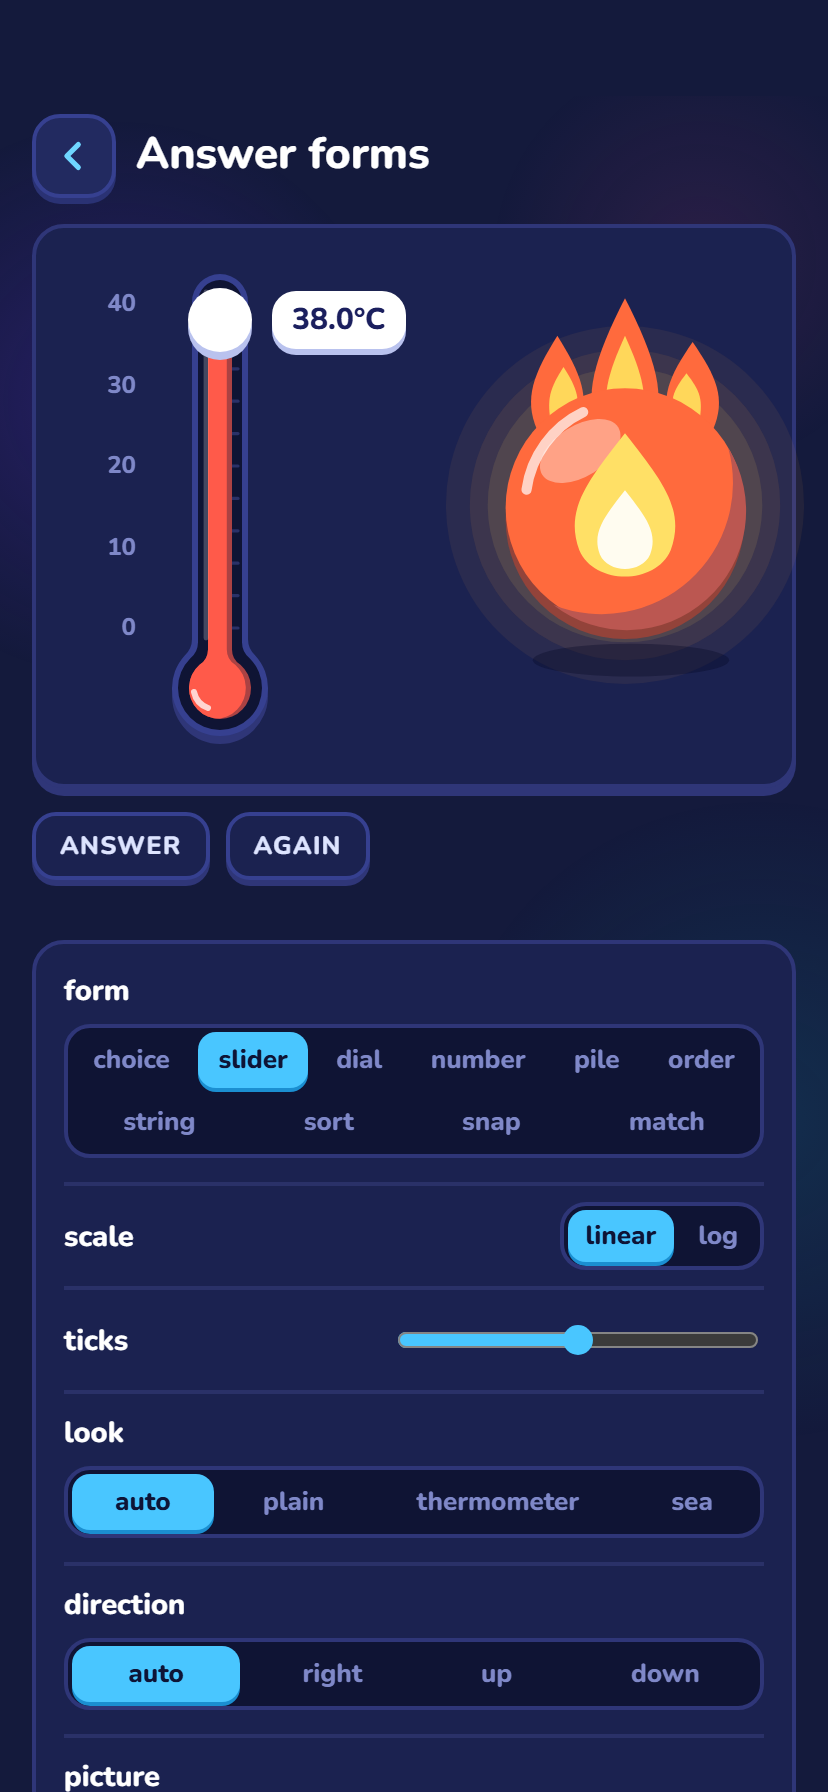 Answer forms
40
38.0°C
30
20
10
0
ANSWER AGAIN
form
choice slider dial number pile order
string sort snap match
scale linear log
ticks
look
auto plain thermometer sea
direction
auto right up down
picture